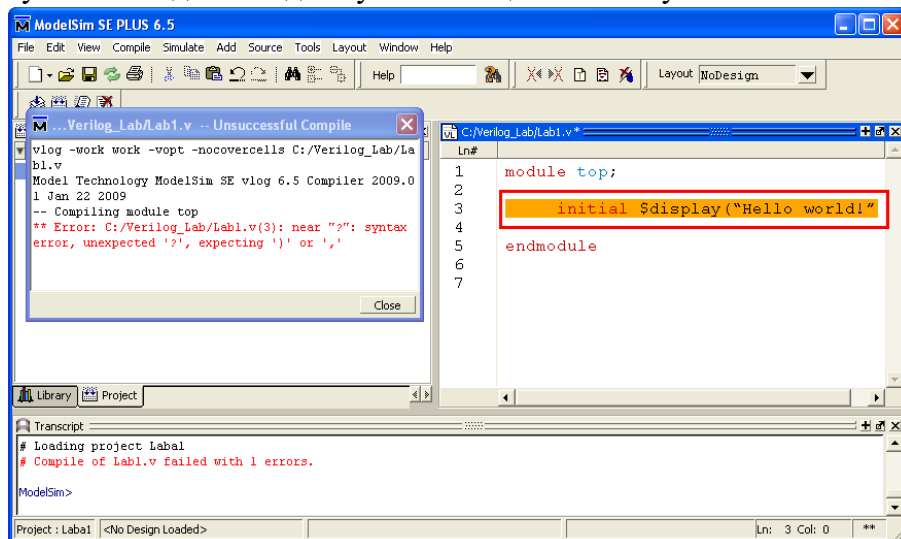 ModelSim SE PLUS 6.5
File Edit View Compile Simulate Add Source Tools Layout Window Help
Help
Layout NoDesign
...Verilog_Lab/Lab1.v -- Unsuccessful Compile
vlog -work work -vopt -nocovercells C:/Verilog_Lab/La
b1.v
Model Technology ModelSim SE vlog 6.5 Compiler 2009.0
1 Jan 22 2009
-- Compiling module top
** Error: C:/Verilog_Lab/Lab1.v(3): near "?": syntax
error, unexpected '?', expecting ')' or ','
Close
Library Project
C:/Verilog_Lab/Lab1.v *
Ln#
1 module top;
2
3 initial $display(“Hello world!”
4
5 endmodule
6
7
Transcript
# Loading project Laba1
# Compile of Lab1.v failed with 1 errors.
ModelSim>
Project : Laba1 <No Design Loaded> Ln: 3 Col: 0 **